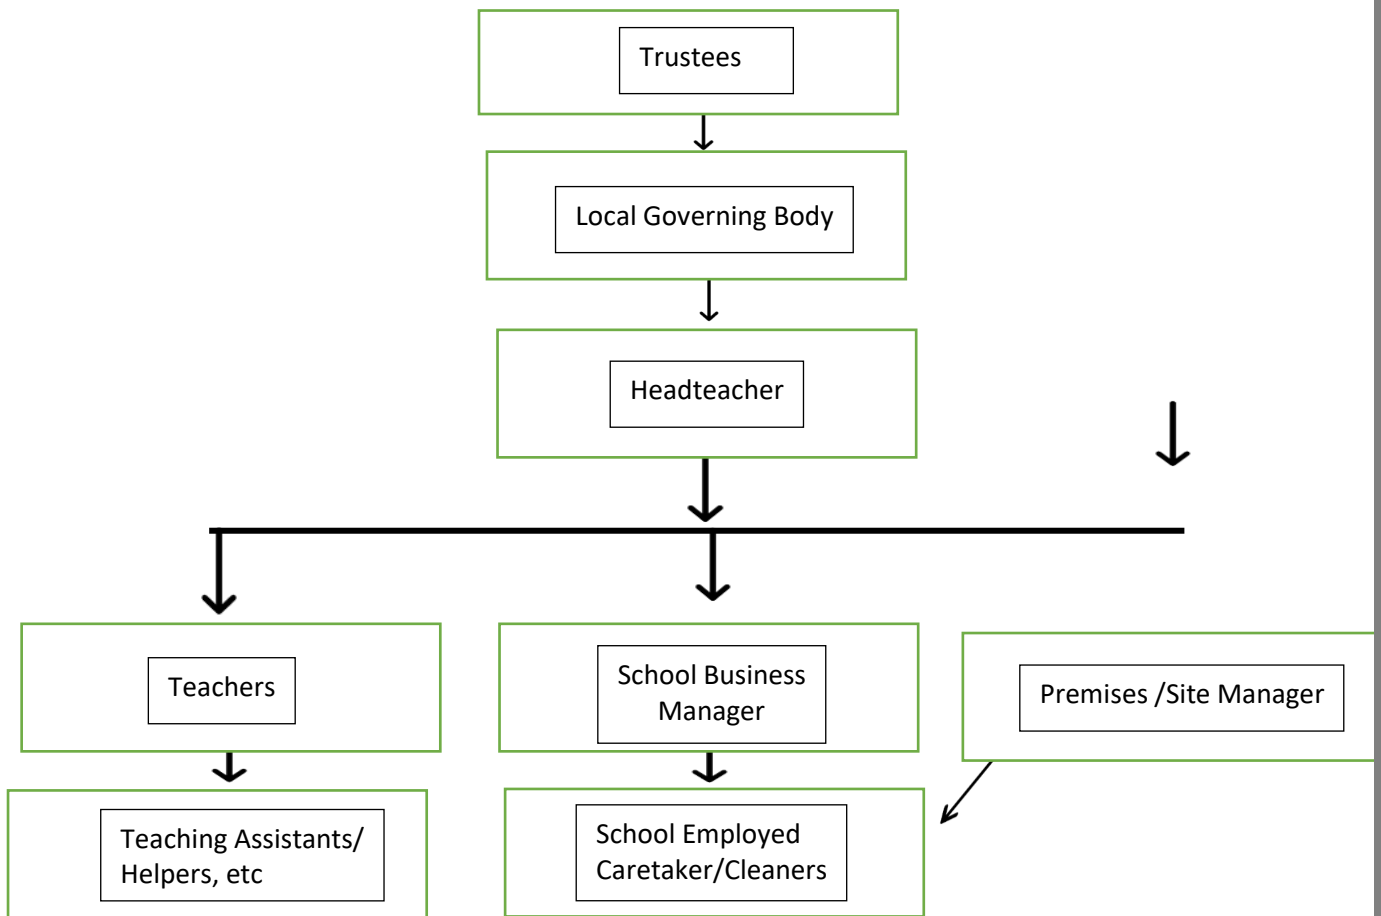 Trustees
Local Governing Body
Headteacher
Teachers
School Business
Manager
Premises /Site Manager
Teaching Assistants/
Helpers, etc
School Employed
Caretaker/Cleaners